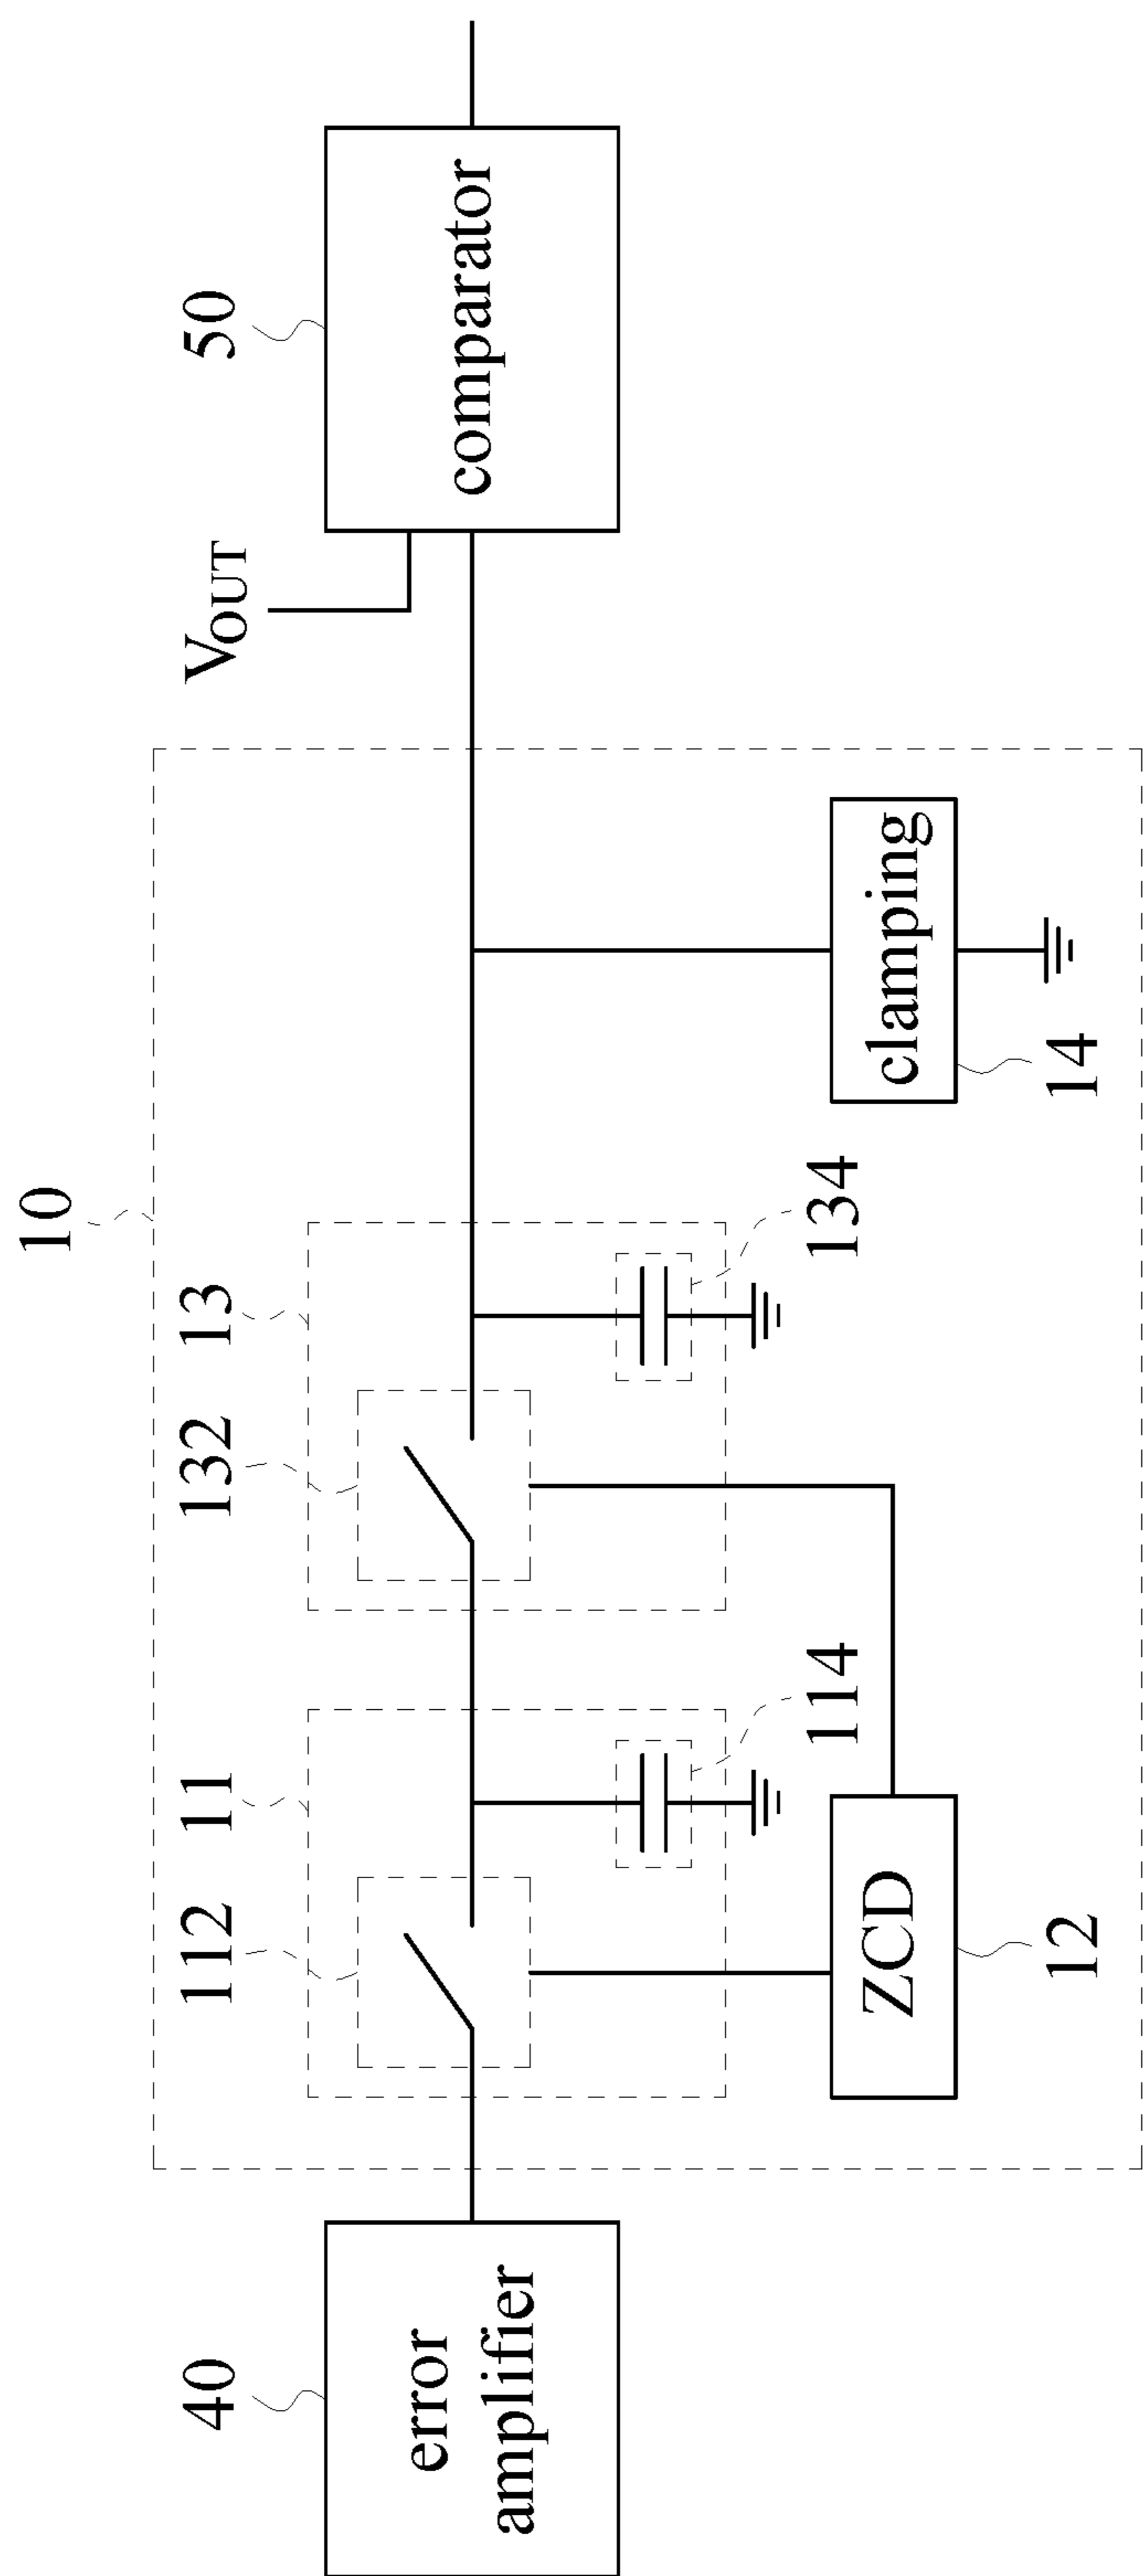 10
11
13
112
132
VOUT
50
40
error
amplifier
comparator
114
134
ZCD
clamping
12
14